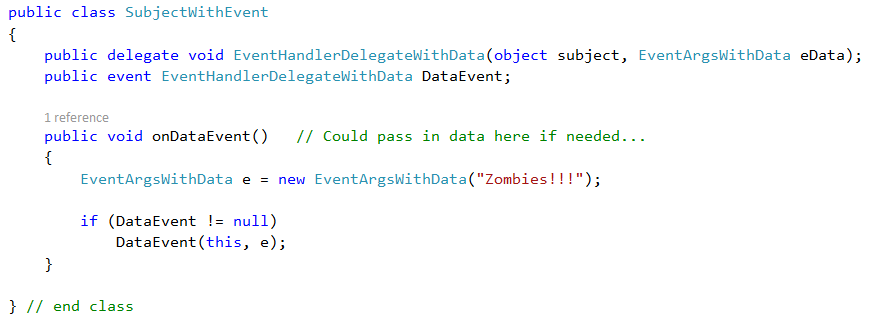 public class SubjectWithEvent
{
    public delegate void EventHandlerDelegateWithData(object subject, EventArgsWithData eData);
    public event EventHandlerDelegateWithData DataEvent;

    1 reference
    public void onDataEvent()   // Could pass in data here if needed...
    {
        EventArgsWithData e = new EventArgsWithData("Zombies!!!");

        if (DataEvent != null)
            DataEvent(this, e);
    }

} // end class